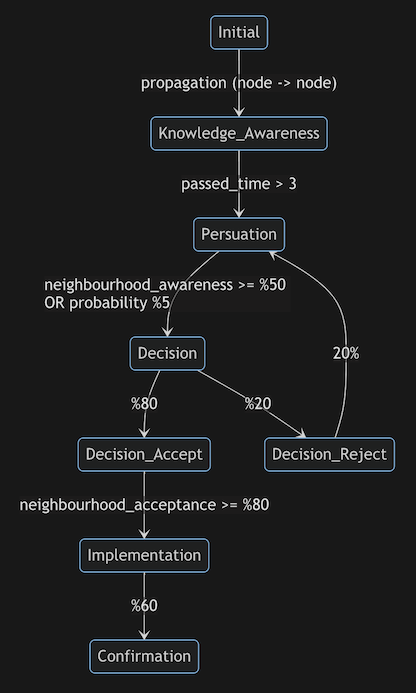 Initial
propagation (node -> node)
Knowledge_Awareness
passed_time > 3
Persuation
neighbourhood_awareness >= %50
OR probability %5
Decision
20%
%80
%20
Decision_Accept
Decision_Reject
neighbourhood_acceptance >= %80
Implementation
%60
Confirmation